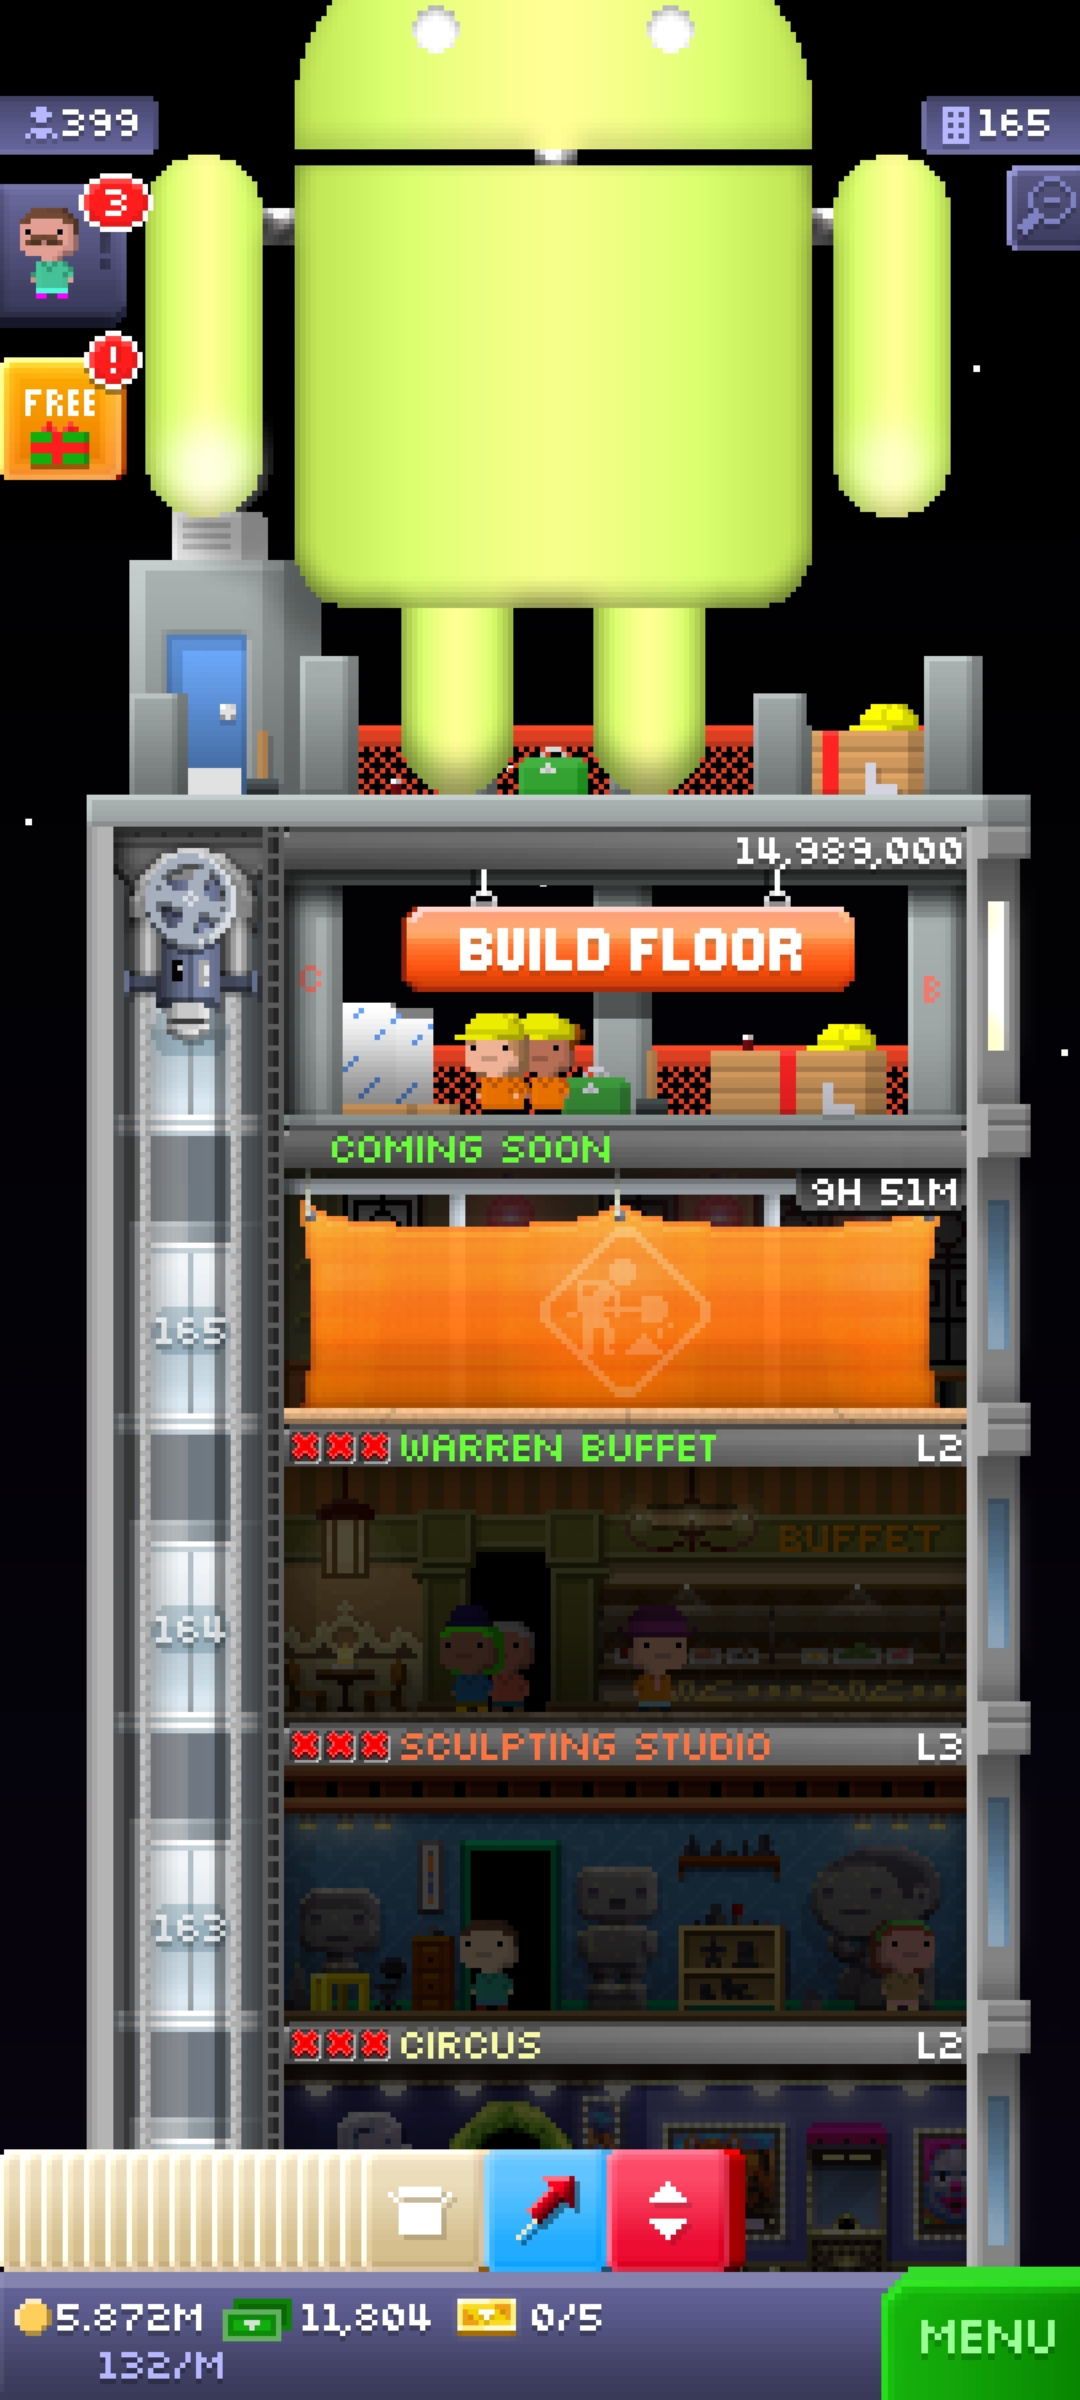 399
165
3
!
FREE
14,989,000
BUILD FLOOR
C
B
COMING SOON
9H 51M
165
WARREN BUFFET L2
BUFFET
164
SCULPTING STUDIO L3
163
CIRCUS L2
5.872M 11,804 0/5
132/M
MENU